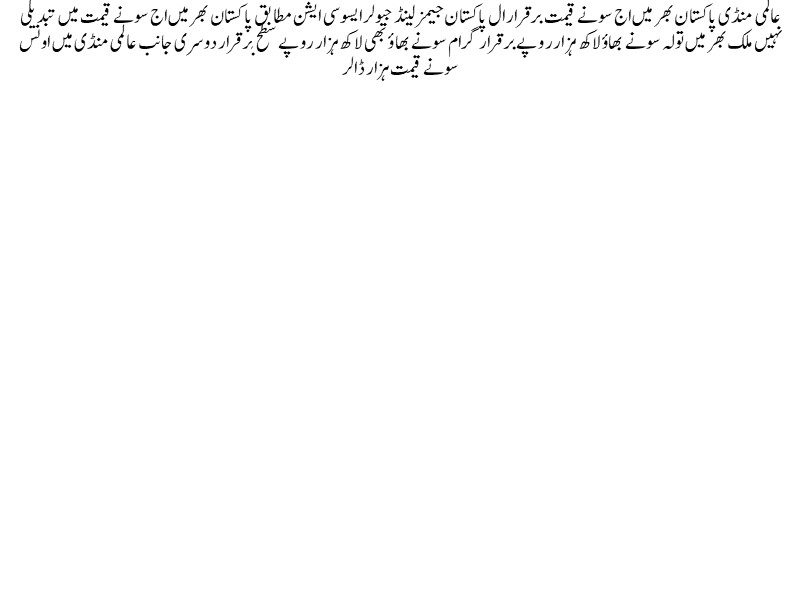 عالمی منڈی پاکستان بھر میں اج سونے قیمت برقرار ال پاکستان جیمز لینڈ جیولر ایسوسی ایشن مطابق پاکستان بھر میں اج سونے قیمت میں تبدیلی
نہیں ملک بھر میں تولہ سونے بھاؤ لاکھ ہزار روپے برقرار گرام سونے بھاؤ بھی لاکھ ہزار روپے سطح برقرار دوسری جانب عالمی منڈی میں اونس
سونے قیمت ہزار ڈالر